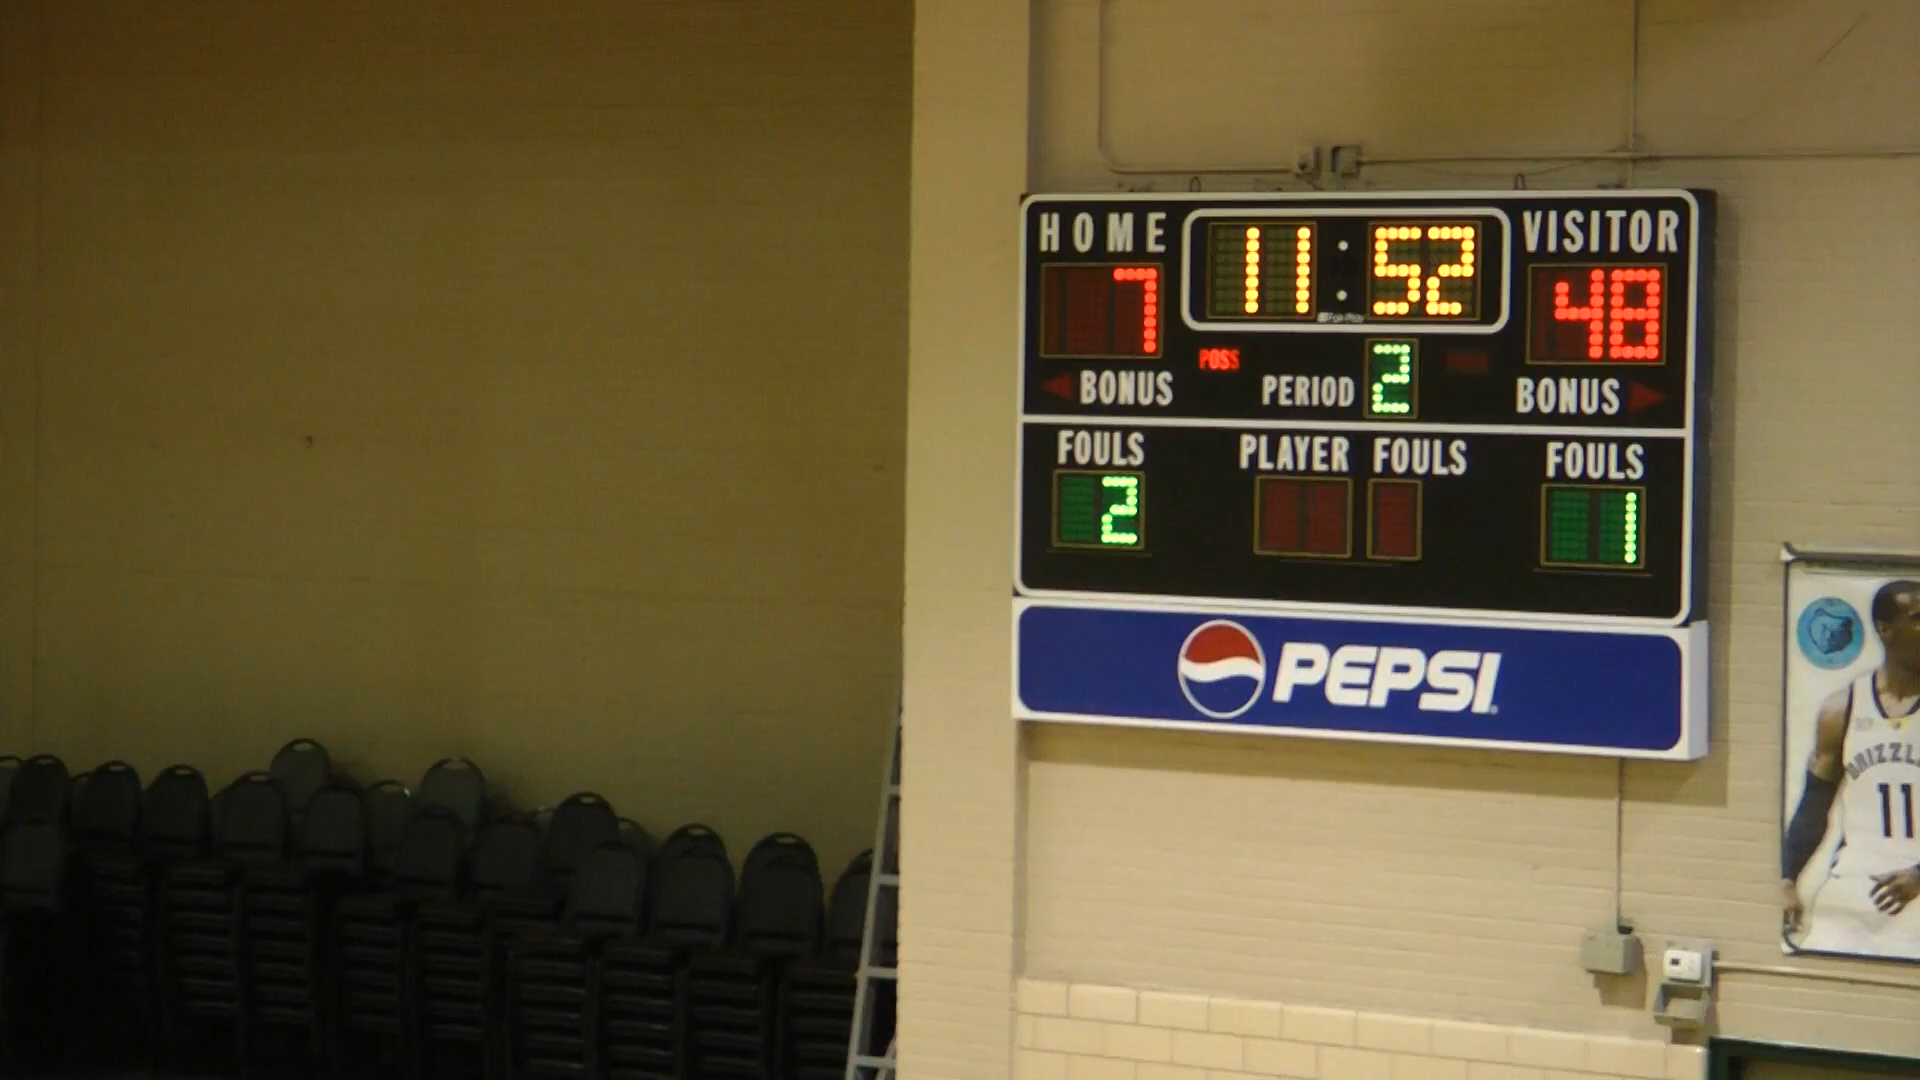 HOME 11:52 VISITOR
7 48
POSS
BONUS PERIOD 2 BONUS
FOULS PLAYER FOULS FOULS
2 1
PEPSI
11